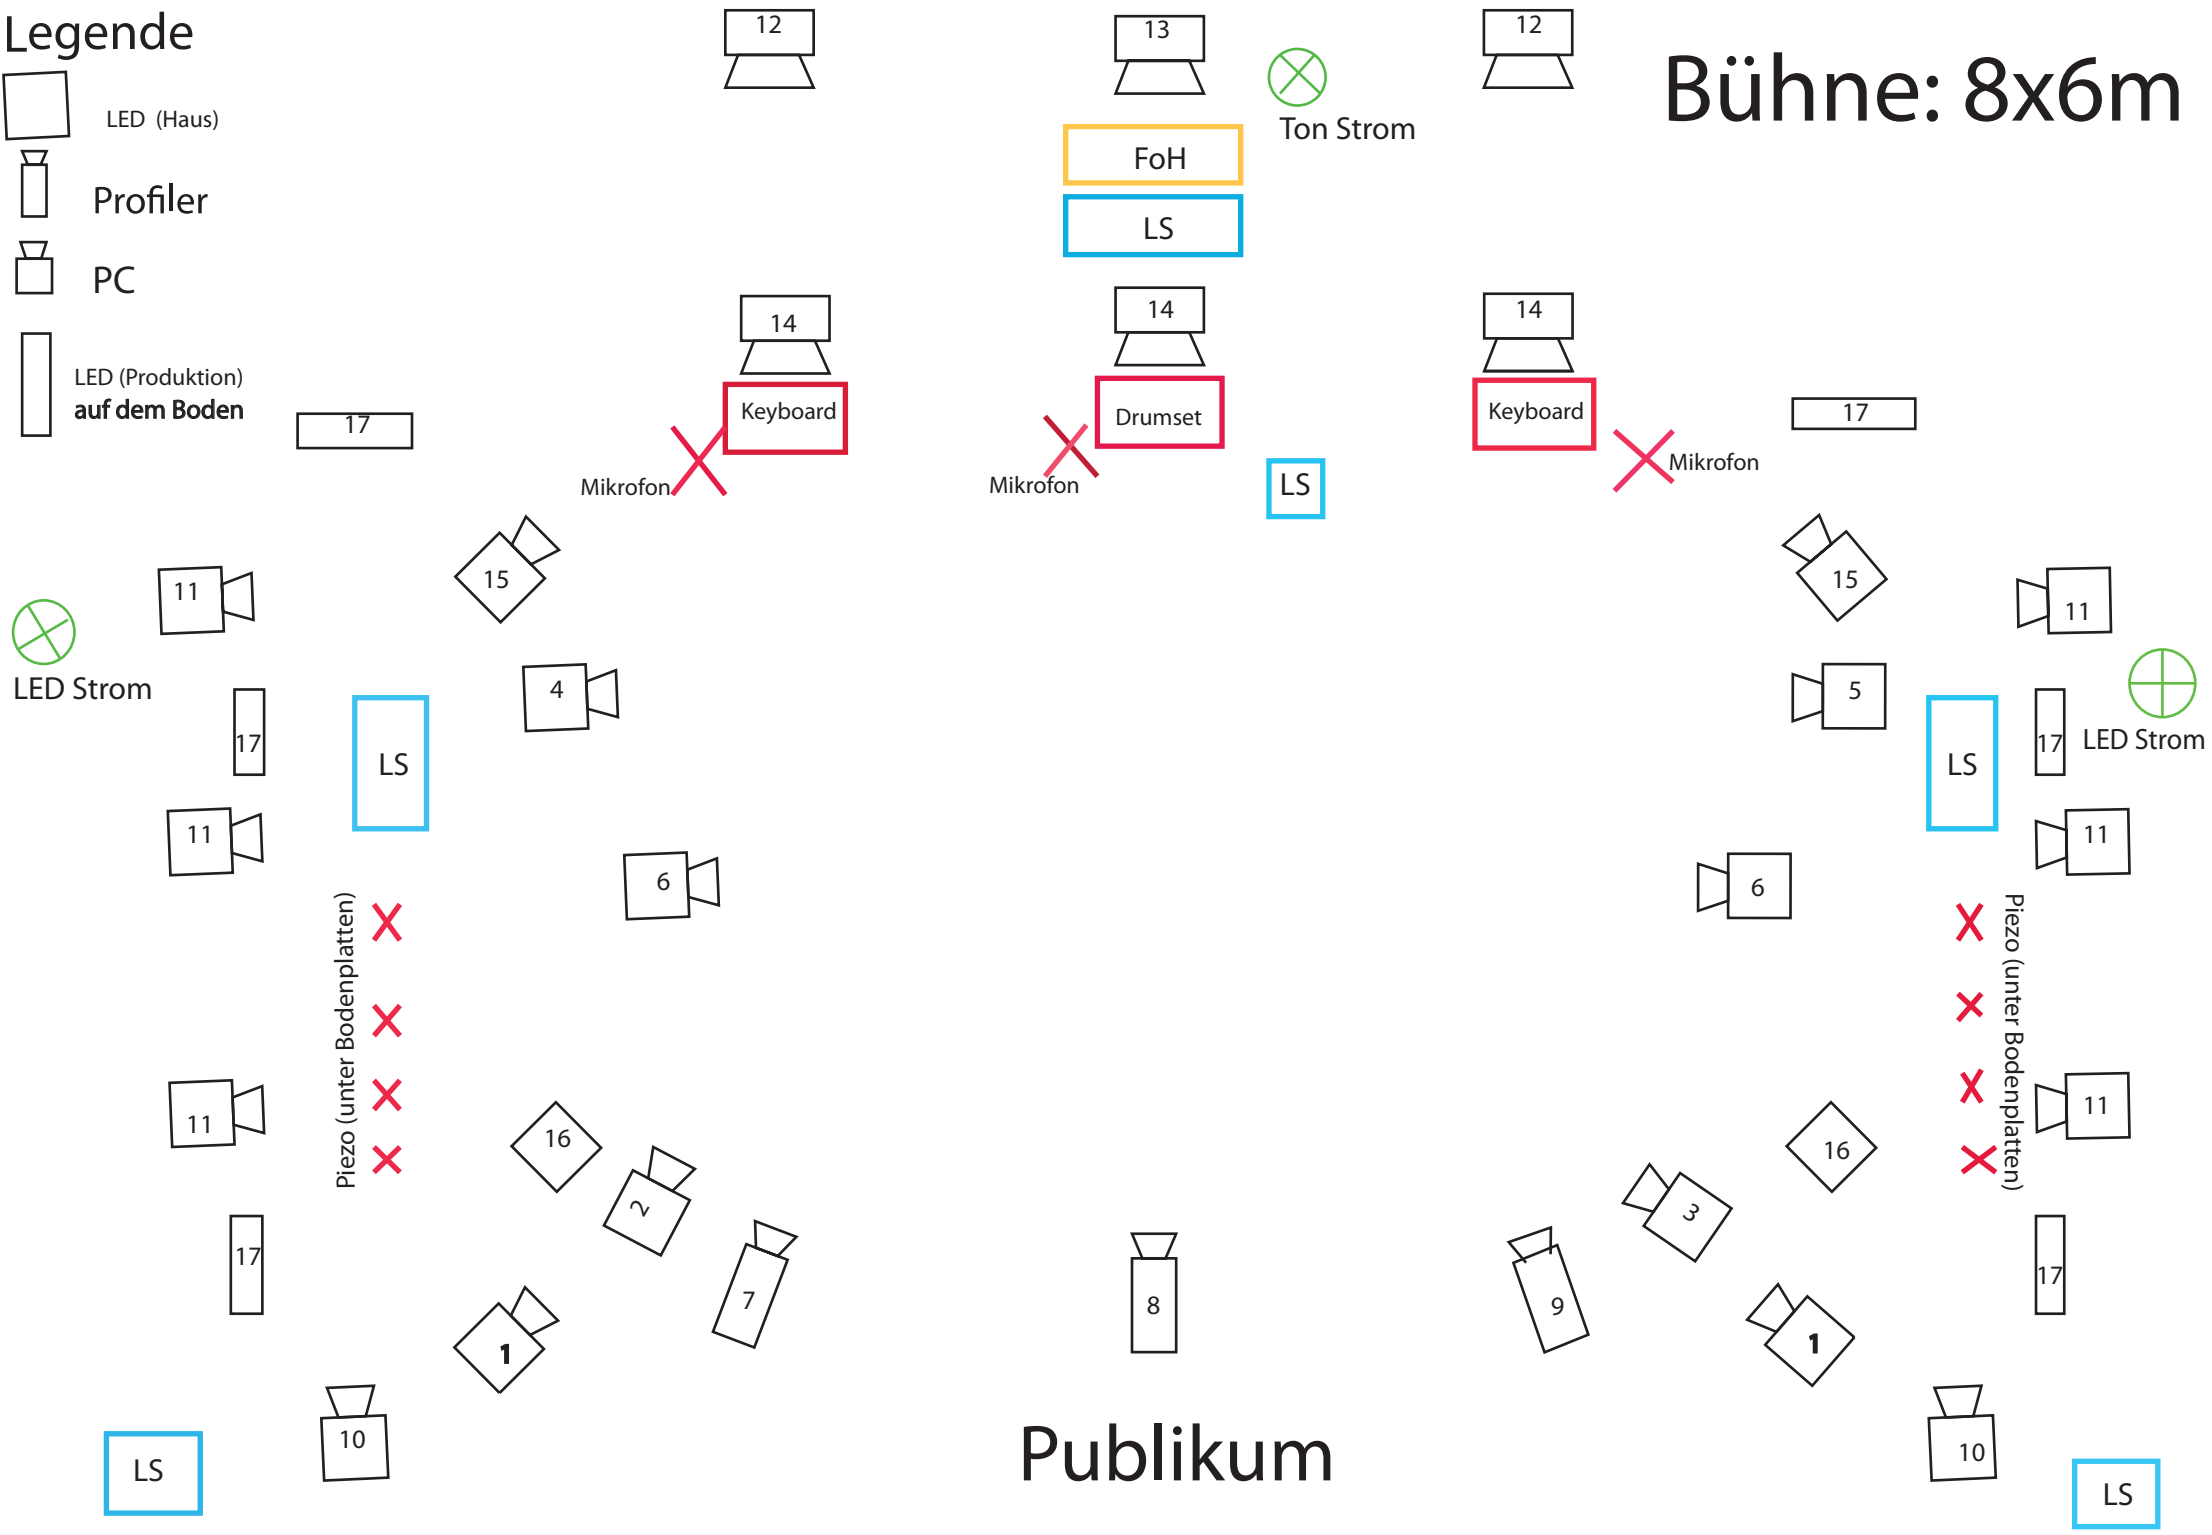 Legende
12
13
12
Bühne: 8x6m
LED (Haus)
Ton Strom
FoH
Profiler
LS
PC
14
14
14
LED (Produktion)
auf dem Boden
17
Keyboard
Drumset
Keyboard
17
Mikrofon
Mikrofon
LS
Mikrofon
11
15
15
11
LED Strom
4
5
17
LS
LS
17
LED Strom
11
6
6
11
Piezo (unter Bodenplatten)
Piezo (unter Bodenplatten)
11
16
16
11
2
3
17
7
8
9
17
1
1
10
Publikum
10
LS
LS